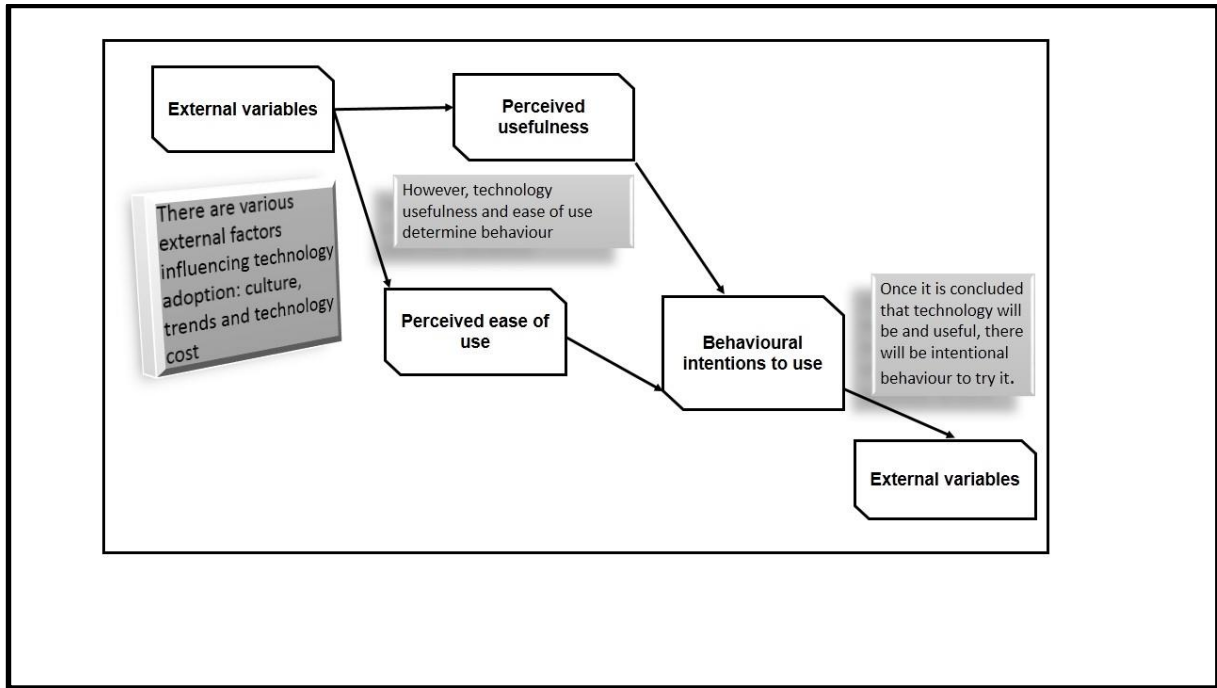 External variables
Perceived
usefulness
There are various
external factors
influencing technology
adoption: culture,
trends and technology
cost
However, technology
usefulness and ease of use
determine behaviour
Perceived ease of
use
Behavioural
intentions to use
Once it is concluded
that technology will
be and useful, there
will be intentional
behaviour to try it.
External variables